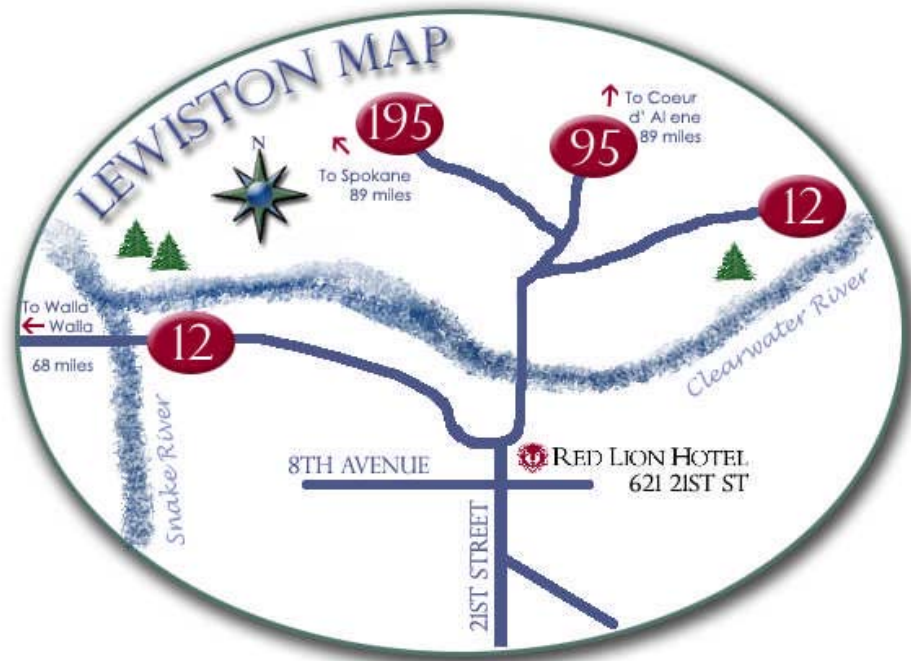 LEWISTON MAP
N
195
To Spokane
89 miles
95
To Coeur
d' Al ene
89 miles
12
To Walla
Walla
68 miles
12
Snake River
Clearwater River
8TH AVENUE
RED LION HOTEL
621 21ST ST
21ST STREET